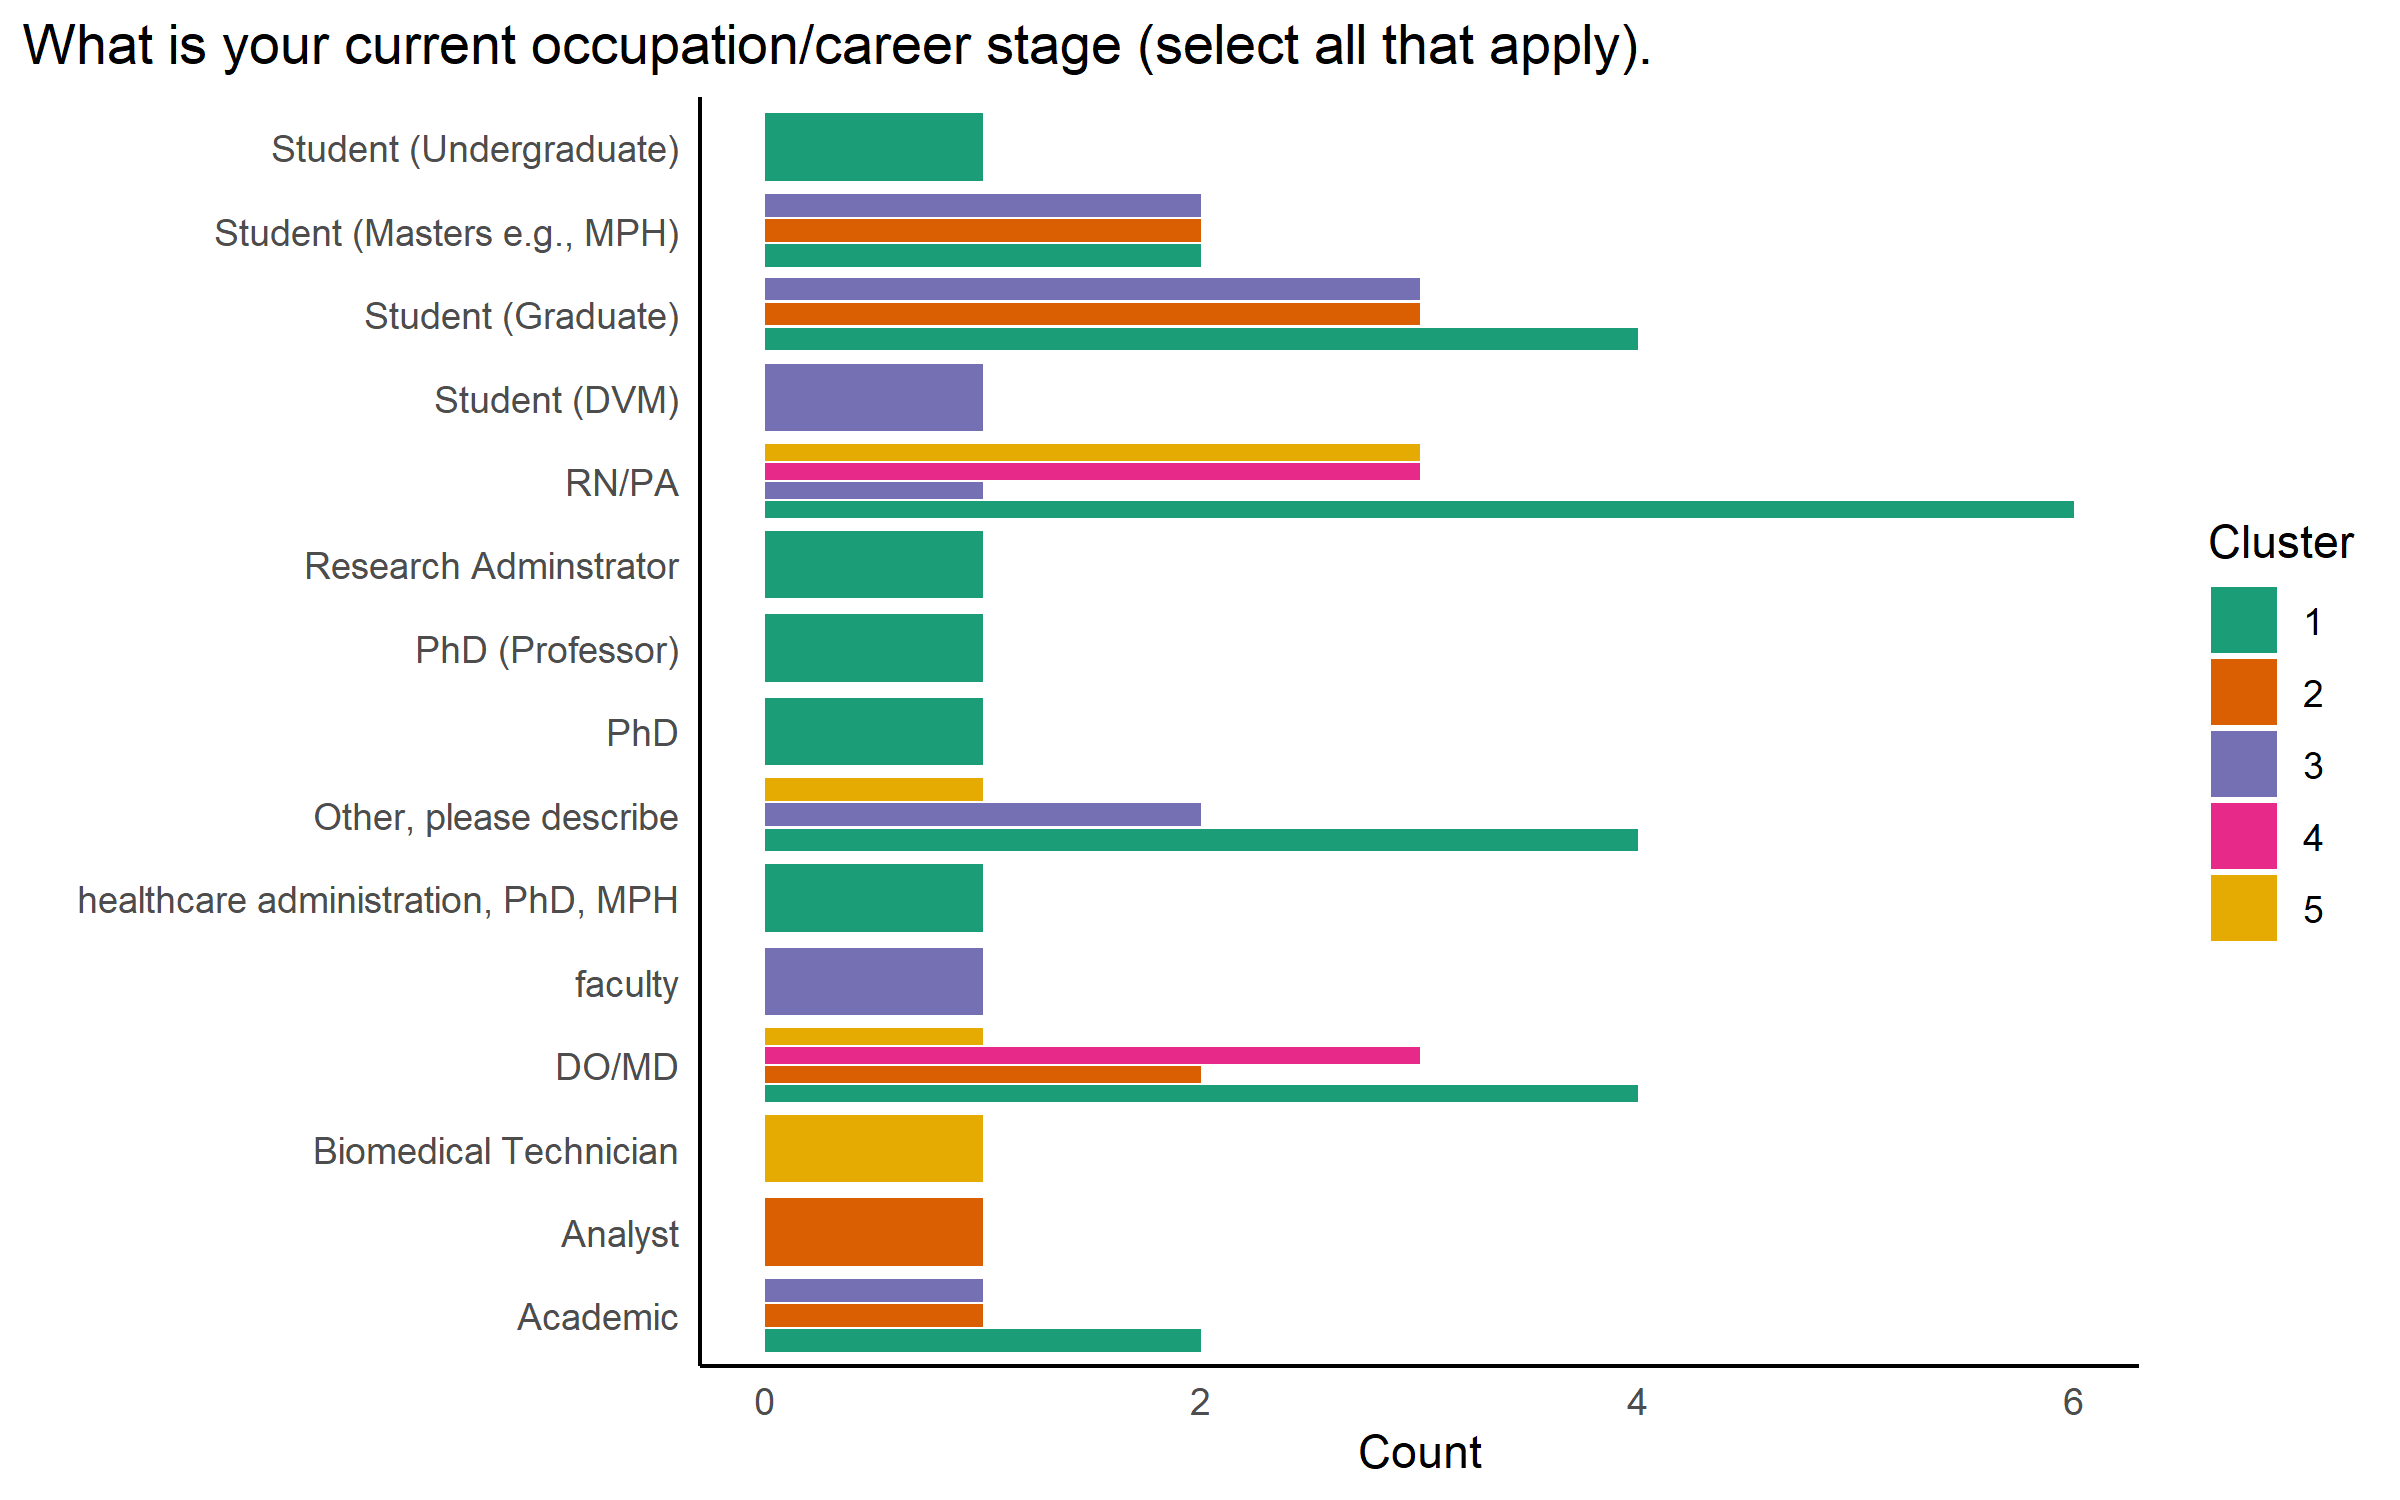 What is your current occupation/career stage (select all that apply).
Student (Undergraduate)
Student (Masters e.g., MPH)
Student (Graduate)
Student (DVM)
RN/PA
Research Adminstrator
PhD (Professor)
PhD
Other, please describe
healthcare administration, PhD, MPH
faculty
DO/MD
Biomedical Technician
Analyst
Academic
0 2 4 6
Count
Cluster
1
2
3
4
5